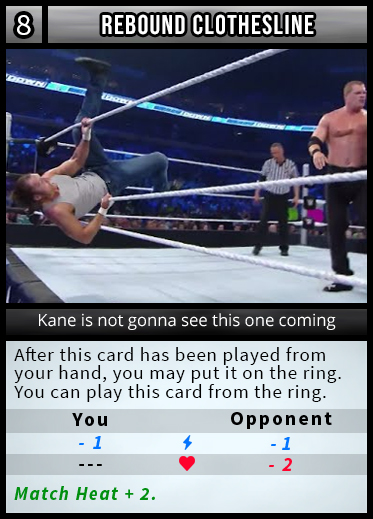 8
REBOUND CLOTHESLINE
DOWN
Kane is not gonna see this one coming
After this card has been played from
your hand, you may put it on the ring.
You can play this card from the ring.
You Opponent
- 1 - 1
--- - 2
Match Heat + 2.